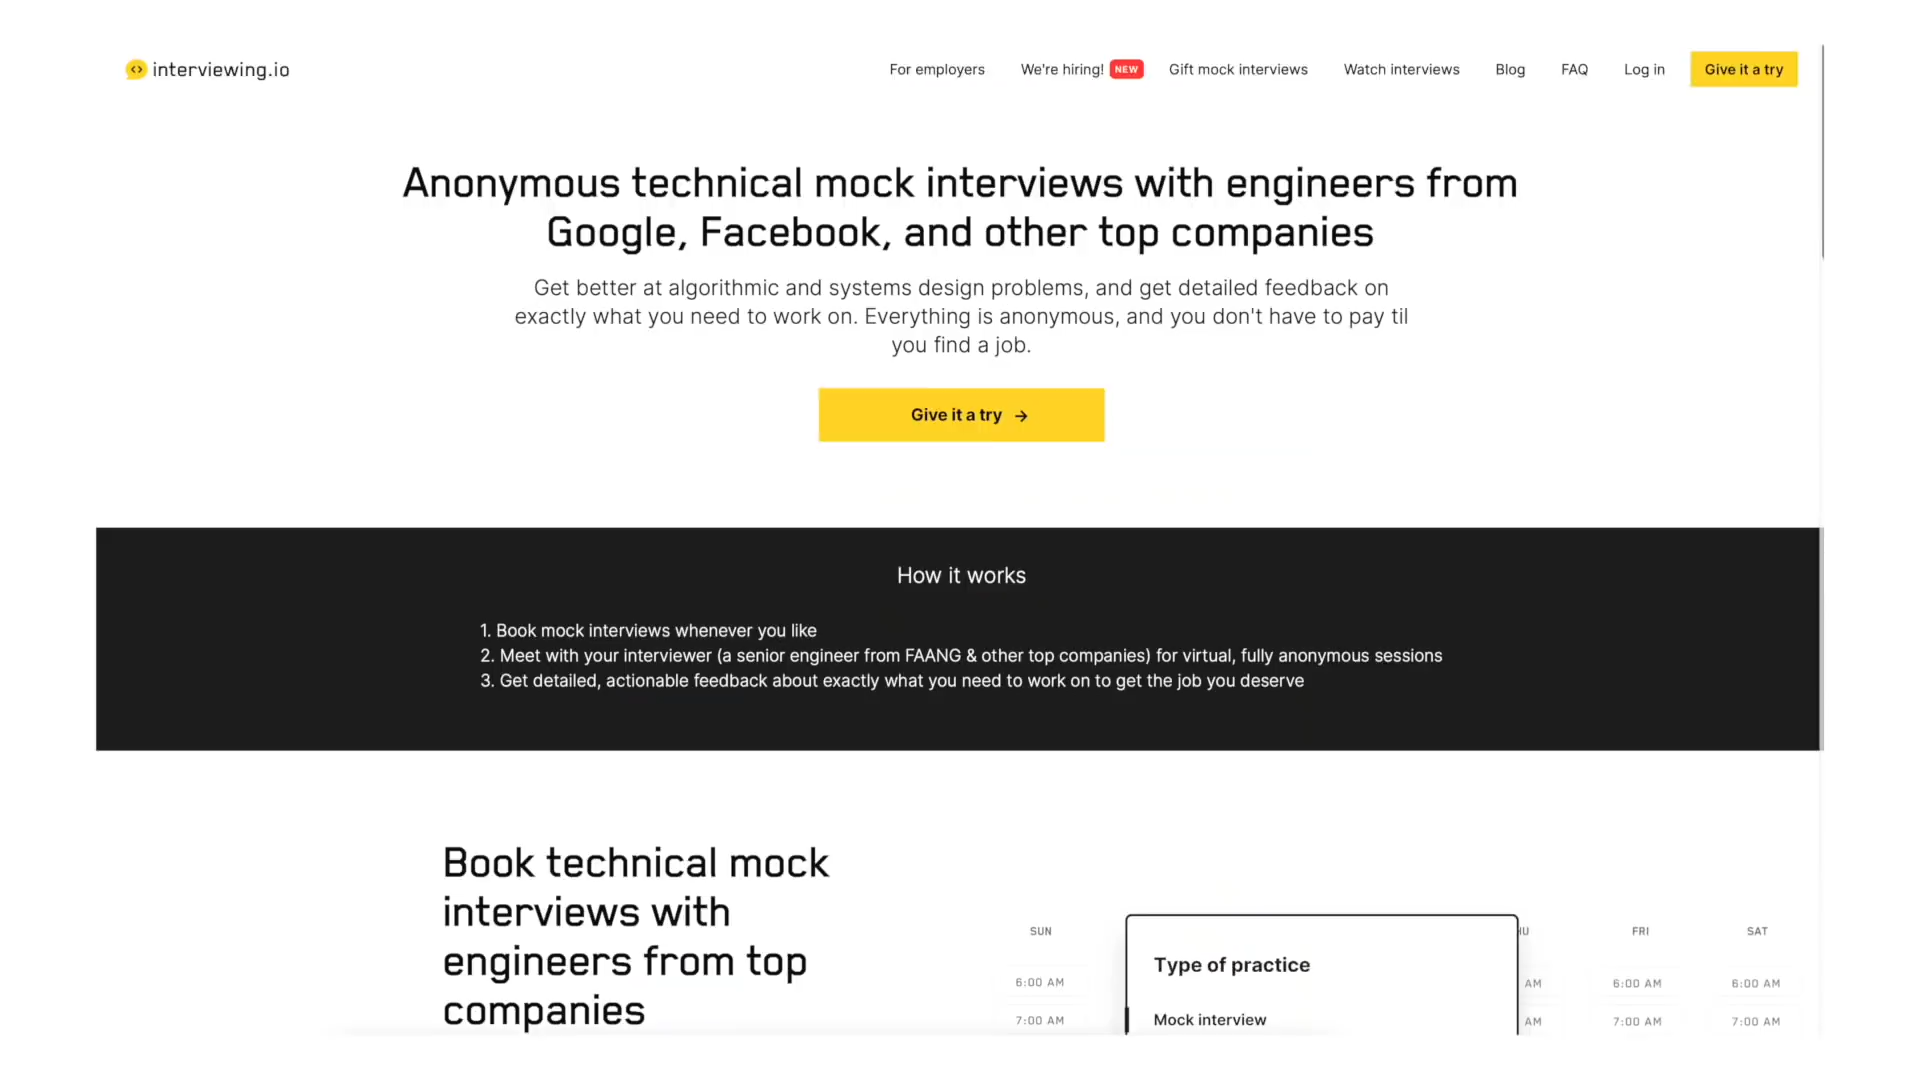 interviewing.io
For employers
We're hiring! NEW
Gift mock interviews
Watch interviews
Blog
FAQ
Log in
Give it a try
Anonymous technical mock interviews with engineers from
Google, Facebook, and other top companies
Get better at algorithmic and systems design problems, and get detailed feedback on
exactly what you need to work on. Everything is anonymous, and you don't have to pay til
you find a job.
Give it a try →
How it works
1. Book mock interviews whenever you like
2. Meet with your interviewer (a senior engineer from FAANG & other top companies) for virtual, fully anonymous sessions
3. Get detailed, actionable feedback about exactly what you need to work on to get the job you deserve
Book technical mock
interviews with
engineers from top
companies
SUN
FRI
SAT
6:00 AM
AM
6:00 AM
6:00 AM
7:00 AM
AM
7:00 AM
7:00 AM
Type of practice
Mock interview